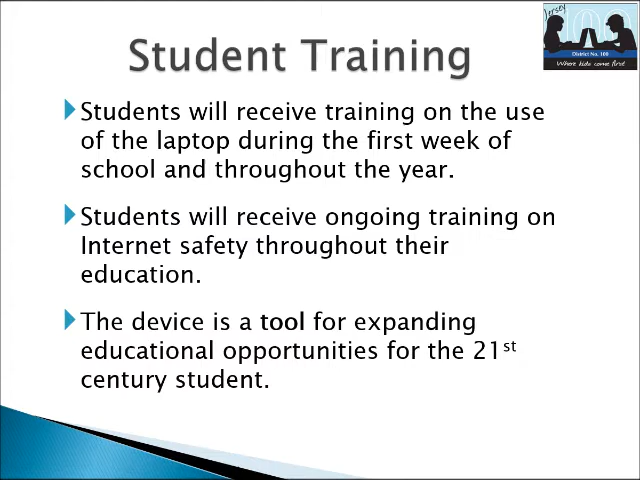 Jersey
100
District No. 100
Where kids come first
Student Training
Students will receive training on the use
of the laptop during the first week of
school and throughout the year.
Students will receive ongoing training on
Internet safety throughout their
education.
The device is a tool for expanding
educational opportunities for the 21st
century student.